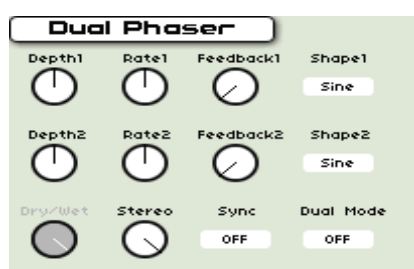 Dual Phaser
Depth1 Rate1 Feedback1 Shape1
Sine
Depth2 Rate2 Feedback2 Shape2
Sine
Dry/Wet Stereo Sync Dual Mode
OFF OFF